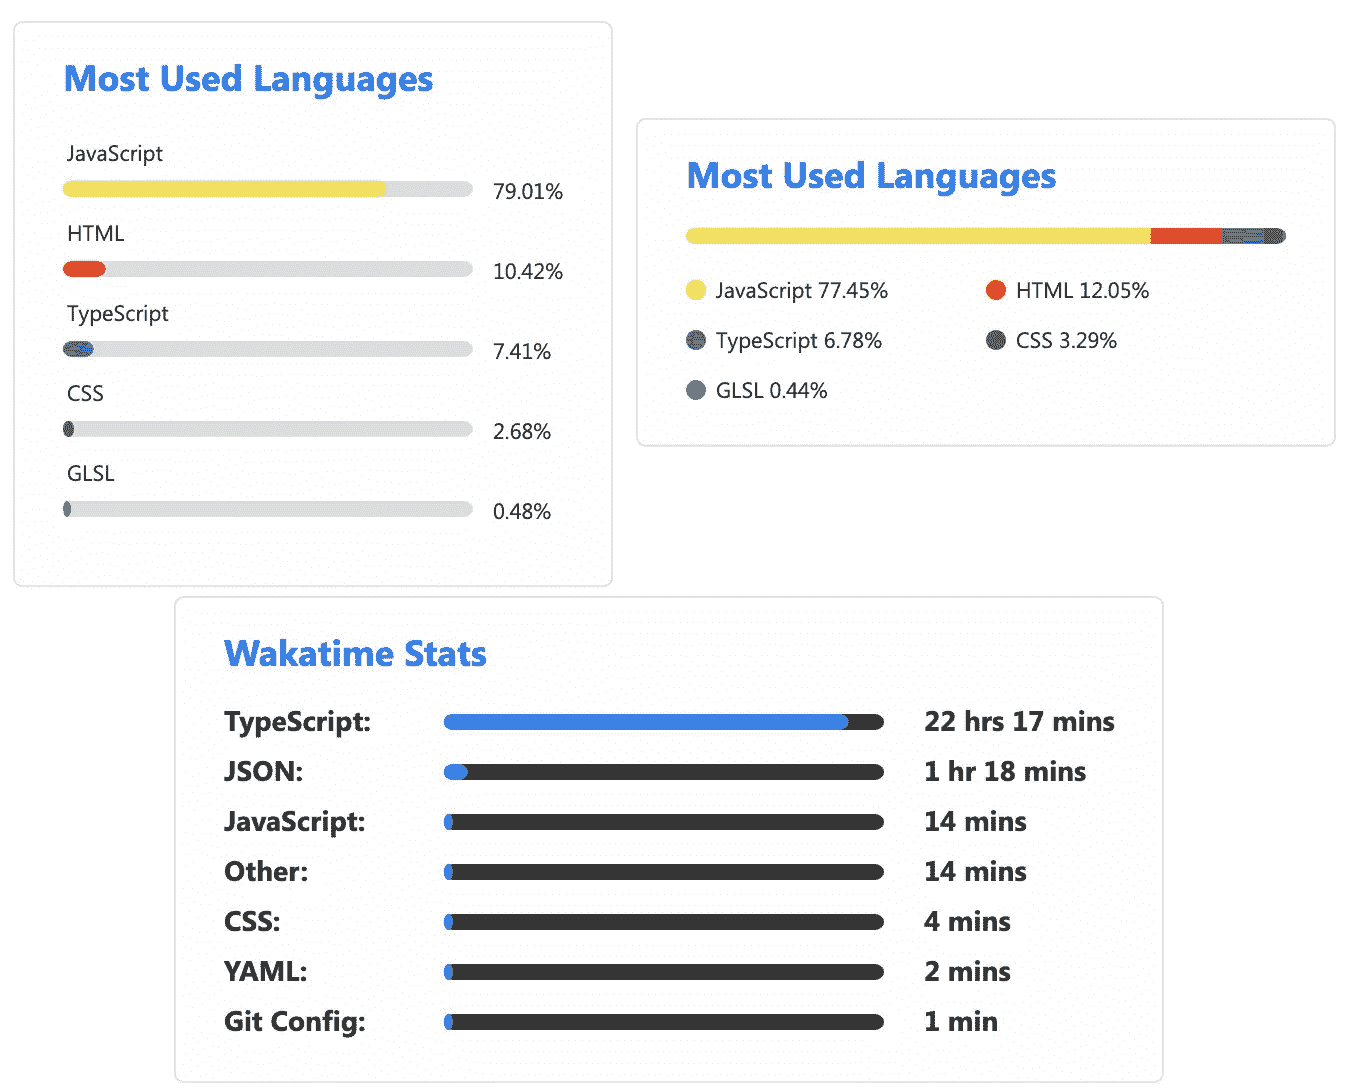 Most Used Languages
JavaScript
79.01%
HTML
10.42%
TypeScript
7.41%
CSS
2.68%
GLSL
0.48%
Most Used Languages
JavaScript 77.45% HTML 12.05%
TypeScript 6.78% CSS 3.29%
GLSL 0.44%
Wakatime Stats
TypeScript: 22 hrs 17 mins
JSON: 1 hr 18 mins
JavaScript: 14 mins
Other: 14 mins
CSS: 4 mins
YAML: 2 mins
Git Config: 1 min